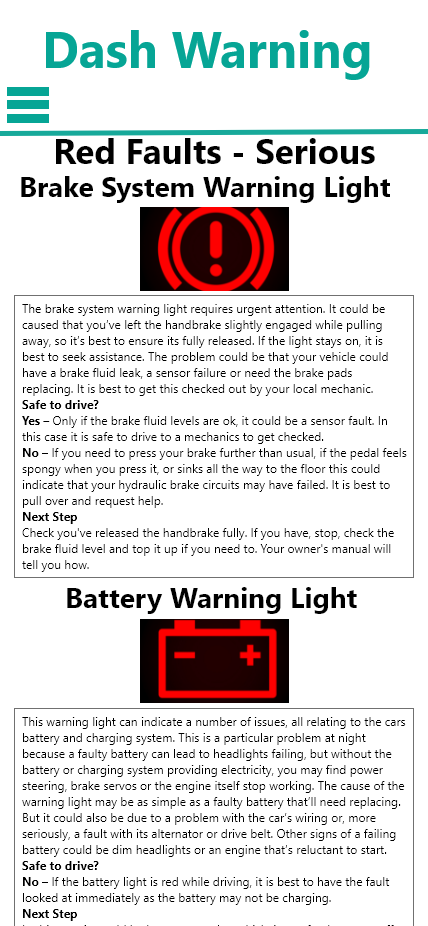 Dash Warning
Red Faults - Serious
Brake System Warning Light
The brake system warning light requires urgent attention. It could be
caused that you've left the handbrake slightly engaged while pulling
away, so it's best to ensure its fully released. If the light stays on, it is
best to seek assistance. The problem could be that your vehicle could
have a brake fluid leak, a sensor failure or need the brake pads
replacing. It is best to get this checked out by your local mechanic.
Safe to drive?
Yes – Only if the brake fluid levels are ok, it could be a sensor fault. In
this case it is safe to drive to a mechanics to get checked.
No – If you need to press your brake further than usual, if the pedal feels
spongy when you press it, or sinks all the way to the floor this could
indicate that your hydraulic brake circuits may have failed. It is best to
pull over and request help.
Next Step
Check you've released the handbrake fully. If you have, stop, check the
brake fluid level and top it up if you need to. Your owner's manual will
tell you how.
Battery Warning Light
This warning light can indicate a number of issues, all relating to the cars
battery and charging system. This is a particular problem at night
because a faulty battery can lead to headlights failing, but without the
battery or charging system providing electricity, you may find power
steering, brake servos or the engine itself stop working. The cause of the
warning light may be as simple as a faulty battery that'll need replacing.
But it could also be due to a problem with the car's wiring or, more
seriously, a fault with its alternator or drive belt. Other signs of a failing
battery could be dim headlights or an engine that's reluctant to start.
Safe to drive?
No – If the battery light is red while driving, it is best to have the fault
looked at immediately as the battery may not be charging.
Next Step